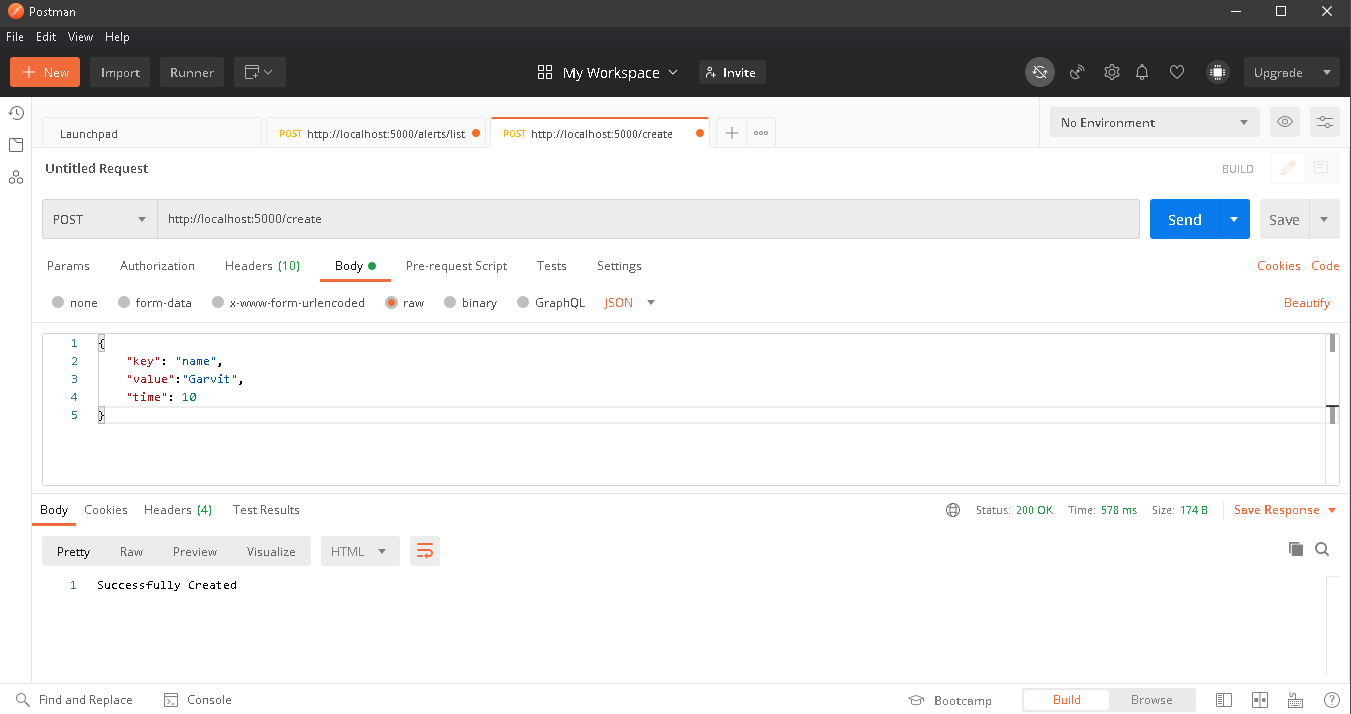 Postman
File Edit View Help
New Import Runner My Workspace Invite Upgrade
Launchpad POST http://localhost:5000/alerts/list POST http://localhost:5000/create No Environment
Untitled Request BUILD
POST http://localhost:5000/create Send Save
Params Authorization Headers (10) Body Pre-request Script Tests Settings Cookies Code
none form-data x-www-form-urlencoded raw binary GraphQL JSON Beautify
1 {
2 "key": "name",
3 "value":"Garvit",
4 "time": 10
5 }
Body Cookies Headers (4) Test Results Status: 200 OK Time: 578 ms Size: 174 B Save Response
Pretty Raw Preview Visualize HTML
1 Successfully Created
Find and Replace Console Bootcamp Build Browse